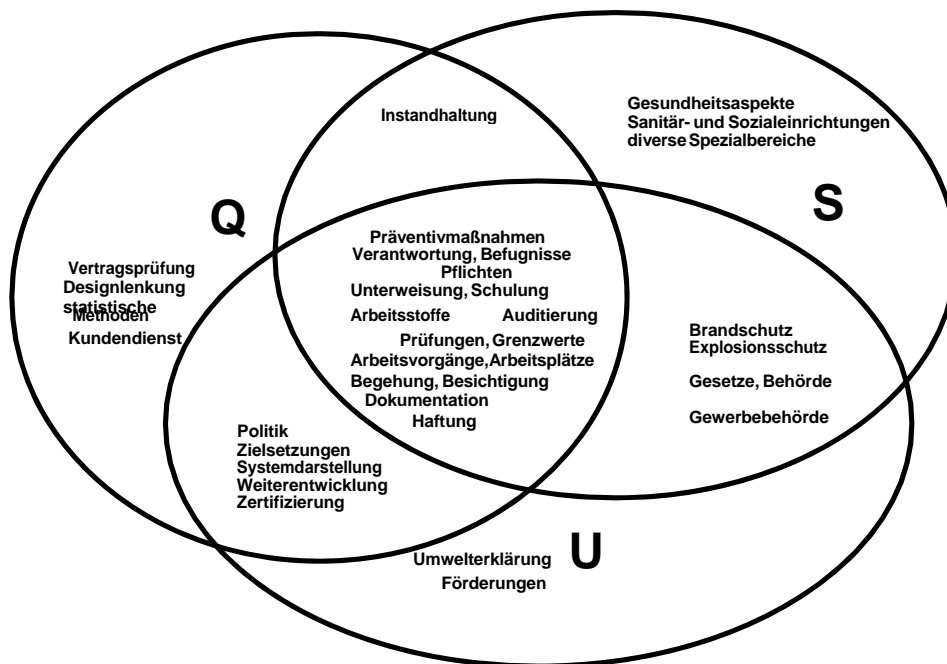 Instandhaltung
Gesundheitsaspekte
Sanitär- und Sozialeinrichtungen
diverse Spezialbereiche
Q
S
Vertragsprüfung
Designlenkung
statistische
Methoden
Kundendienst
Präventivmaßnahmen
Verantwortung, Befugnisse
Pflichten
Unterweisung, Schulung
Arbeitsstoffe Auditierung
Prüfungen, Grenzwerte
Arbeitsvorgänge, Arbeitsplätze
Begehung, Besichtigung
Dokumentation
Haftung
Brandschutz
Explosionsschutz
Gesetze, Behörde
Gewerbebehörde
Politik
Zielsetzungen
Systemdarstellung
Weiterentwicklung
Zertifizierung
U
Umwelterklärung
Förderungen